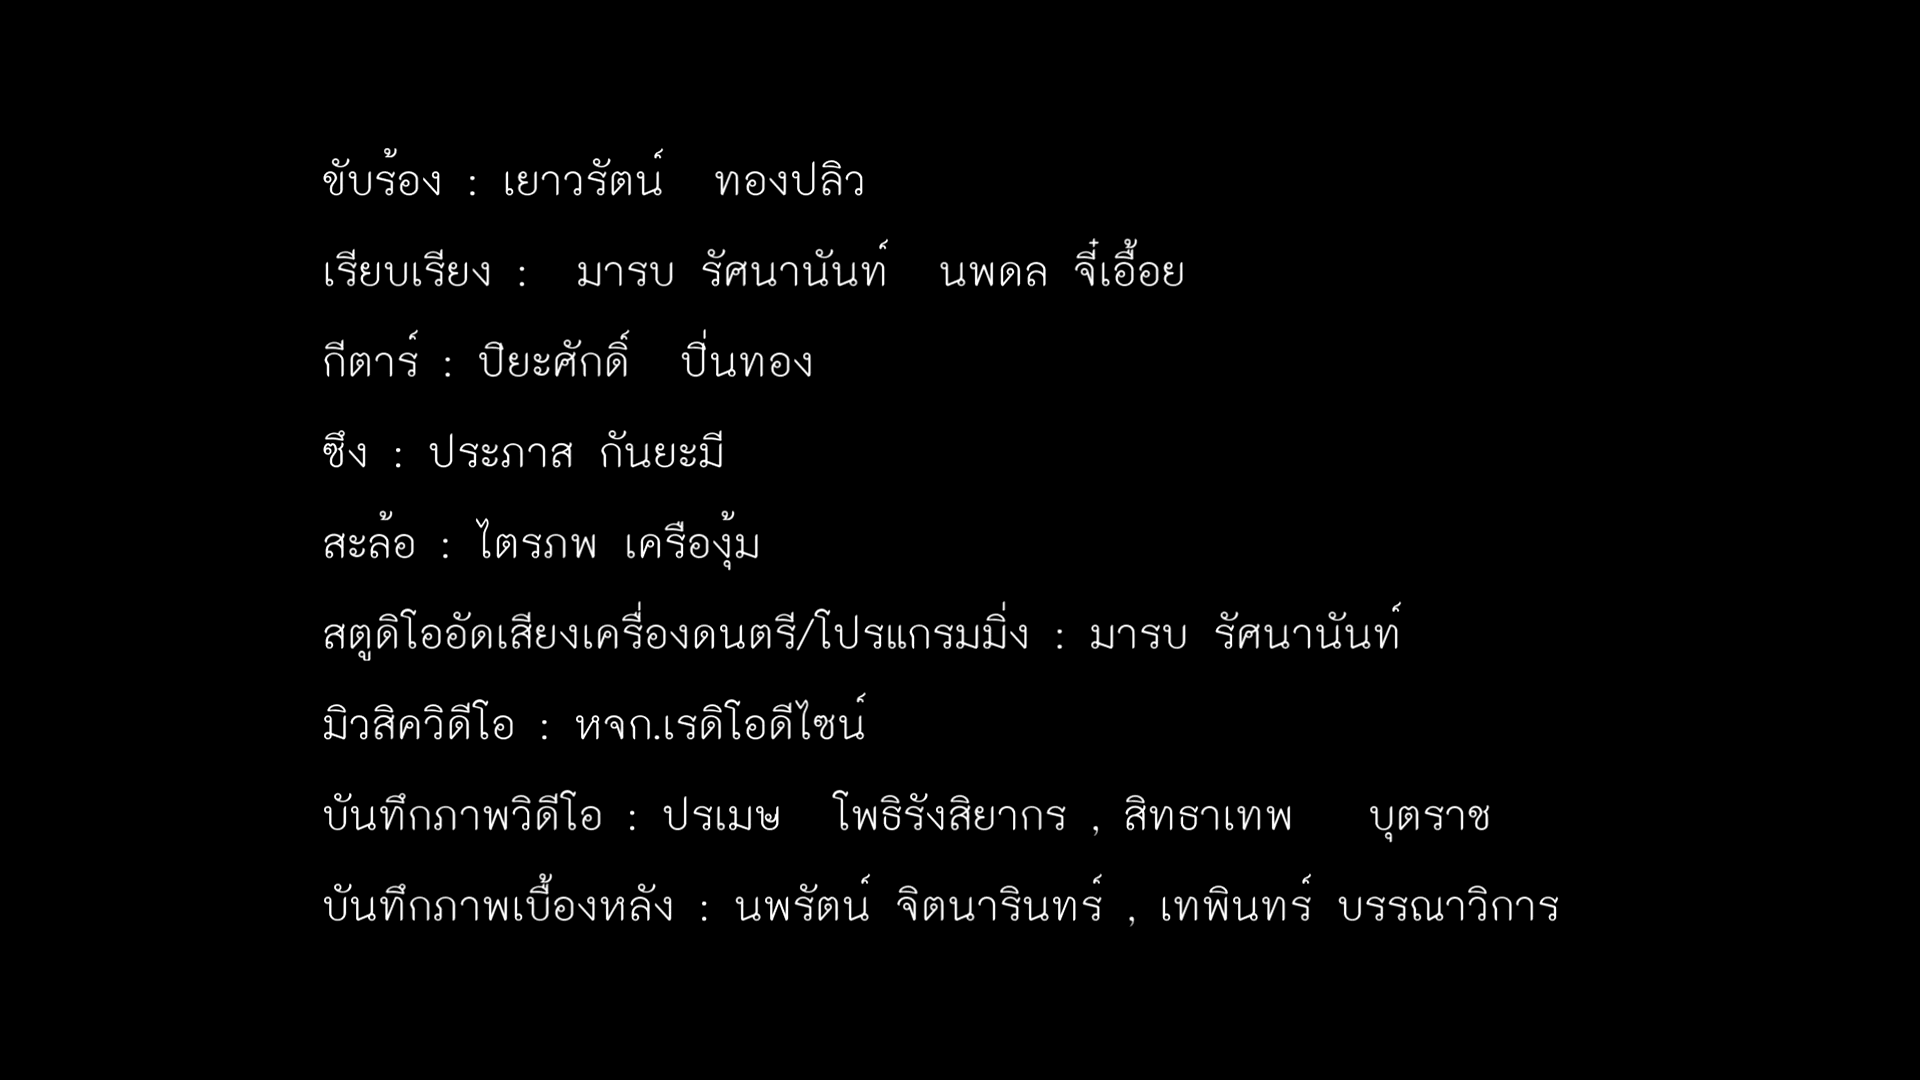 ขับร้อง : เยาวรัตน์ ทองปลิว
เรียบเรียง : มารบ รัศนานันท์ นพดล จี๋เอื้อย
กีตาร์ : ปิยะศักดิ์ ปิ่นทอง
ซึง : ประภาส กันยะมี
สะล้อ : ไตรภพ เครืองุ้ม
สตูดิโออัดเสียงเครื่องดนตรี/โปรแกรมมิ่ง : มารบ รัศนานันท์
มิวสิควิดีโอ : หจก.เรดิโอดีไซน์
บันทึกภาพวิดีโอ : ปรเมษ โพธิรังสิยากร , สิทธาเทพ บุตราช
บันทึกภาพเบื้องหลัง : นพรัตน์ จิตนารินทร์ , เทพินทร์ บรรณาวิการ